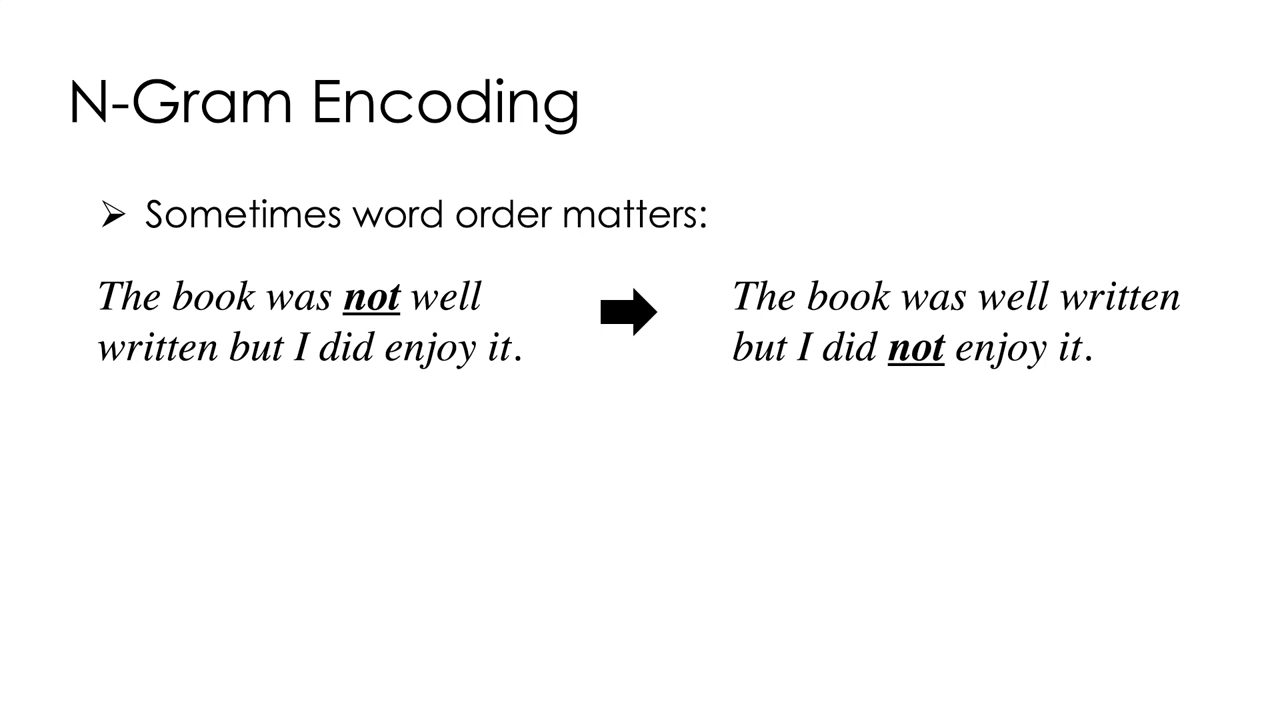 N-Gram Encoding
Sometimes word order matters:
The book was not well
written but I did enjoy it.
The book was well written
but I did not enjoy it.